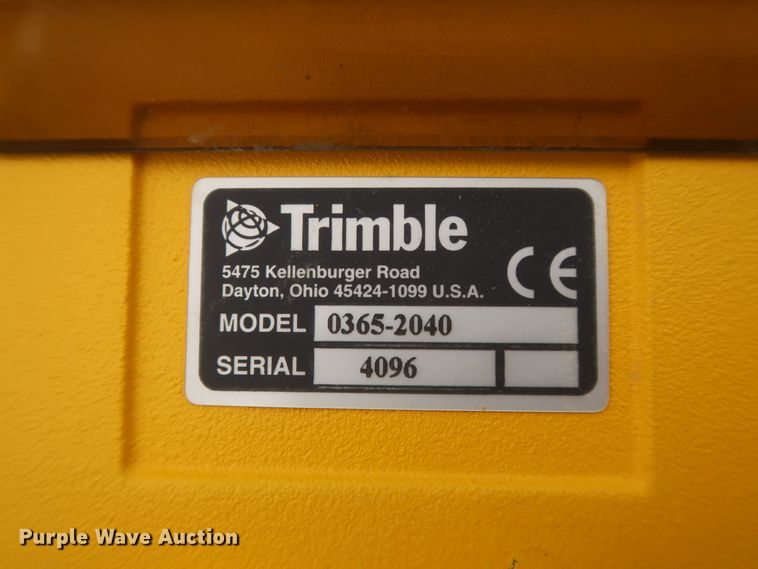 Trimble
5475 Kellenburger Road
Dayton, Ohio 45424-1099 U.S.A.
CE
MODEL 0365-2040
SERIAL 4096
Purple Wave Auction